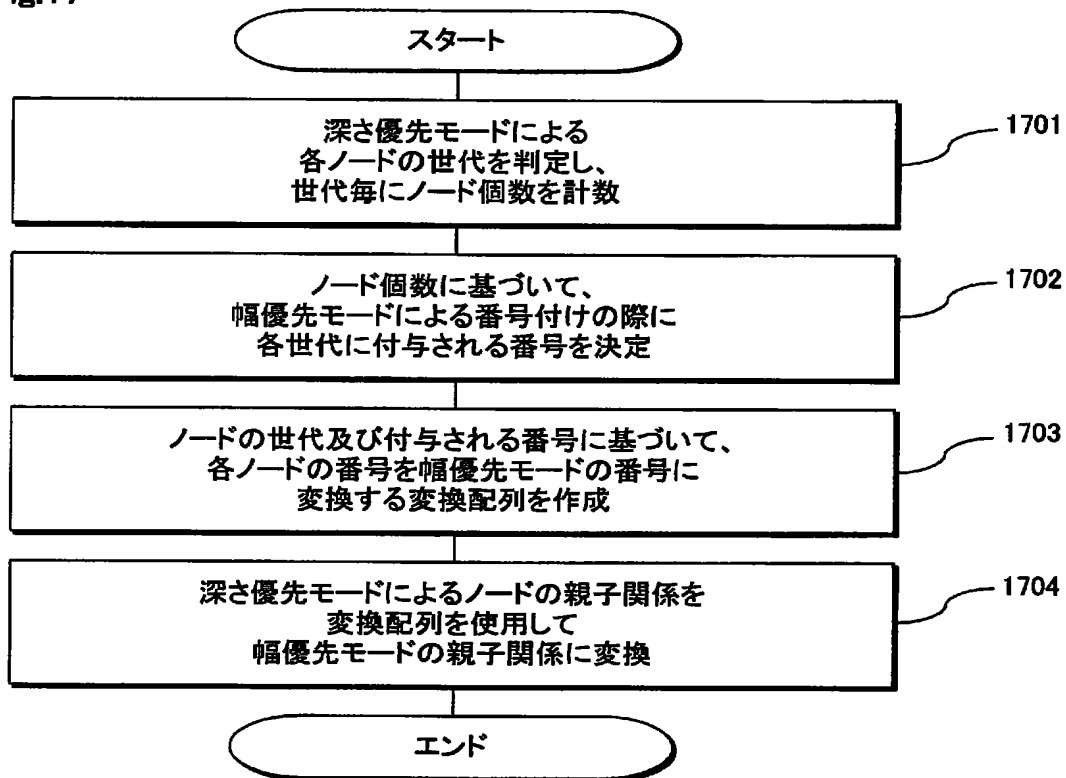 スタート
深さ優先モードによる
各ノードの世代を判定し、
世代毎にノード個数を計数
1701
ノード個数に基づいて、
幅優先モードによる番号付けの際に
各世代に付与される番号を決定
1702
ノードの世代及び付与される番号に基づいて、
各ノードの番号を幅優先モードの番号に
変換する変換配列を作成
1703
深さ優先モードによるノードの親子関係を
変換配列を使用して
幅優先モードの親子関係に変換
1704
エンド